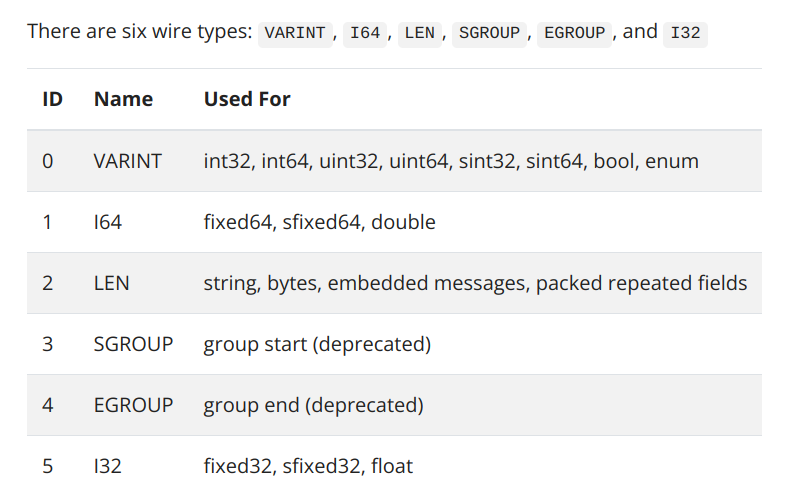 There are six wire types: VARINT, I64, LEN, SGROUP, EGROUP, and I32
ID Name Used For
0 VARINT int32, int64, uint32, uint64, sint32, sint64, bool, enum
1 I64 fixed64, sfixed64, double
2 LEN string, bytes, embedded messages, packed repeated fields
3 SGROUP group start (deprecated)
4 EGROUP group end (deprecated)
5 I32 fixed32, sfixed32, float